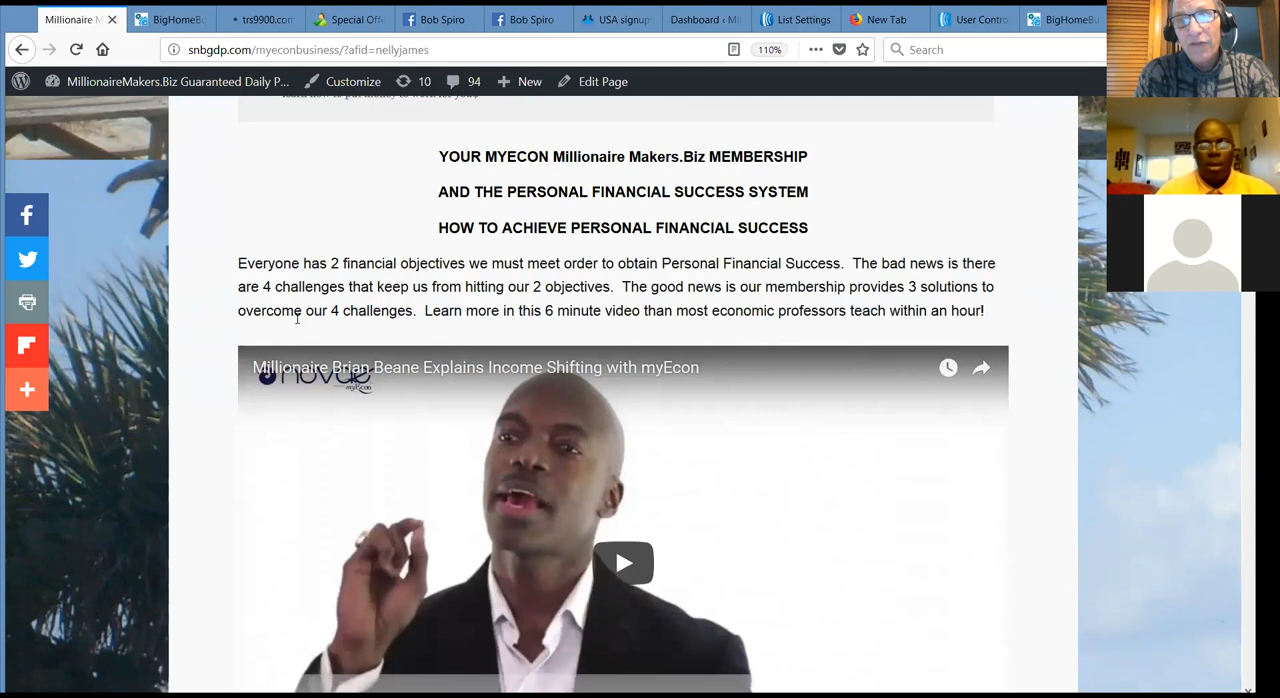 Millionaire M
BigHomeBu
trs9900.com
Special Off
Bob Spiro
Bob Spiro
USA signup
Dashboard ‹ Mi
List Settings
New Tab
User Contro
BigHomeBu
snbgdp.com/myeconbusiness/?afid=nellyjames
110%
Search
MillionaireMakers.Biz Guaranteed Daily P...
Customize
10
94
New
Edit Page
YOUR MYECON Millionaire Makers.Biz MEMBERSHIP
AND THE PERSONAL FINANCIAL SUCCESS SYSTEM
HOW TO ACHIEVE PERSONAL FINANCIAL SUCCESS
Everyone has 2 financial objectives we must meet order to obtain Personal Financial Success. The bad news is there
are 4 challenges that keep us from hitting our 2 objectives. The good news is our membership provides 3 solutions to
overcome our 4 challenges. Learn more in this 6 minute video than most economic professors teach within an hour!
Millionaire Brian Beane Explains Income Shifting with myEcon
novae
myEcon